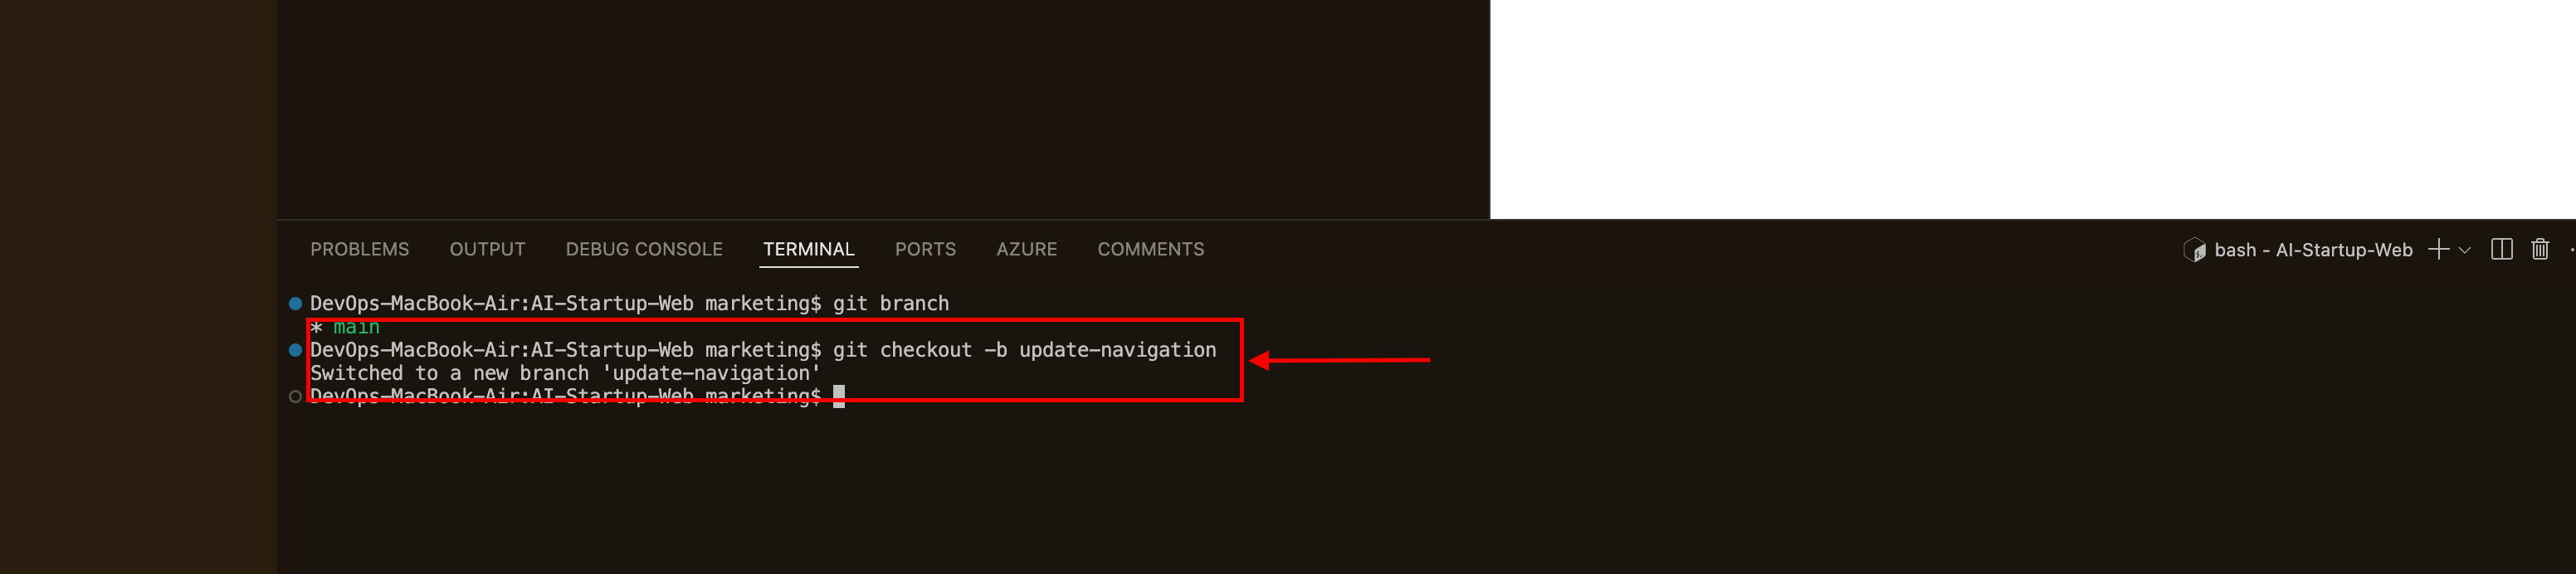 PROBLEMS OUTPUT DEBUG CONSOLE TERMINAL PORTS AZURE COMMENTS bash - AI-Startup-Web
DevOps-MacBook-Air:AI-Startup-Web marketing$ git branch
* main
DevOps-MacBook-Air:AI-Startup-Web marketing$ git checkout -b update-navigation
Switched to a new branch 'update-navigation'
DevOps-MacBook-Air:AI-Startup-Web marketing$